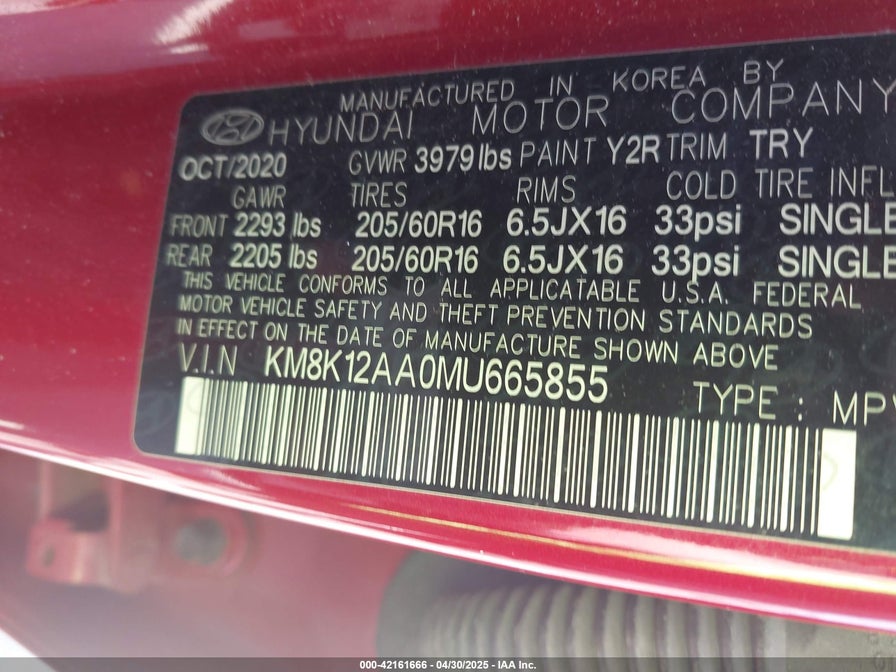 MANUFACTURED IN KOREA BY
HYUNDAI MOTOR COMPANY
OCT/2020 GVWR 3979 lbs PAINT Y2R TRIM TRY
GAWR TIRES RIMS COLD TIRE INFL
FRONT 2293 lbs 205/60R16 6.5JX16 33psi SINGLE
REAR 2205 lbs 205/60R16 6.5JX16 33psi SINGLE
THIS VEHICLE CONFORMS TO ALL APPLICATABLE U.S.A. FEDERAL
MOTOR VEHICLE SAFETY AND THEFT PREVENTION STANDARDS
IN EFFECT ON THE DATE OF MANUFACTURE SHOWN ABOVE
V.I.N KM8K12AA0MU665855 TYPE : MPV
000-42161666 - 04/30/2025 - IAA Inc.